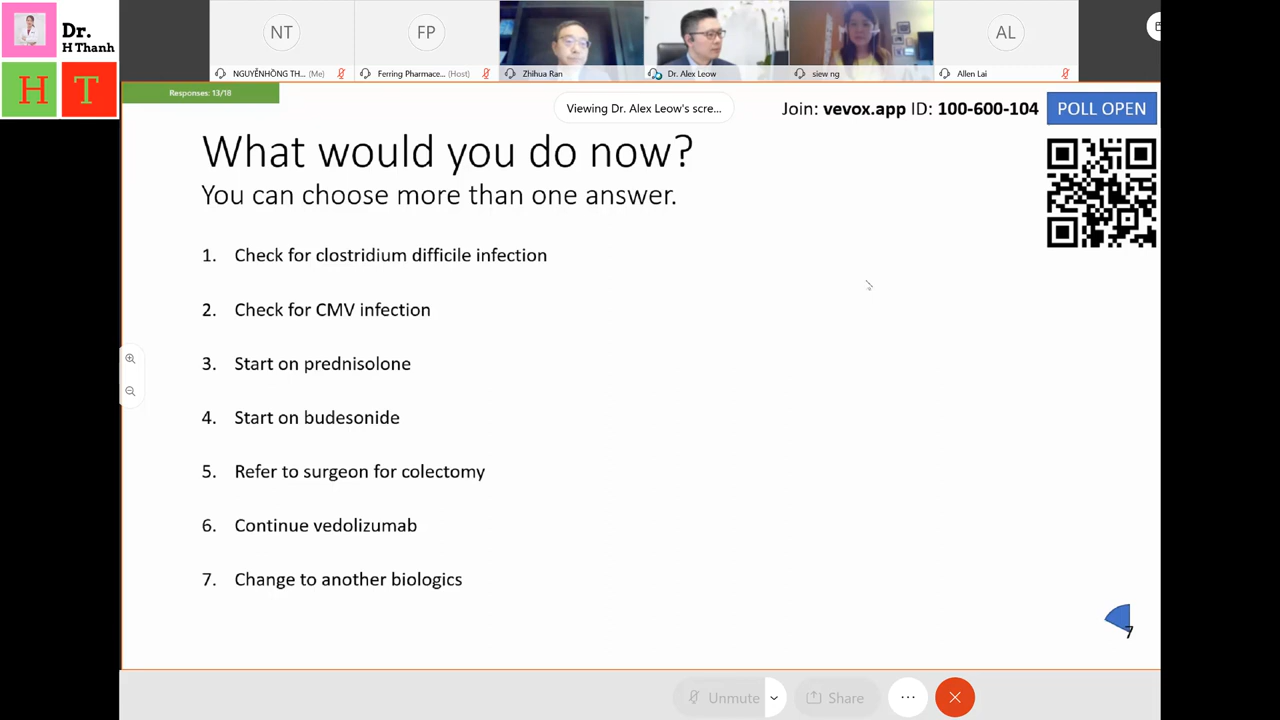 Dr.
H Thanh
H T
NT
FP
AL
NGUYỄNHỒNG TH... (Me)
Ferring Pharmace... (Host)
Zhihua Ran
Dr. Alex Leow
siew ng
Allen Lai
Responses: 13/18
Viewing Dr. Alex Leow's scre...
Join: vevox.app ID: 100-600-104
POLL OPEN
What would you do now?
You can choose more than one answer.
1. Check for clostridium difficile infection
2. Check for CMV infection
3. Start on prednisolone
4. Start on budesonide
5. Refer to surgeon for colectomy
6. Continue vedolizumab
7. Change to another biologics
7
Unmute
Share